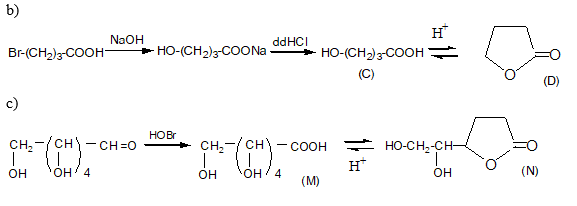 b)
Br-(CH2)3-COOH NaOH HO-(CH2)3-COONa ddHCl HO-(CH2)3-COOH H+ O O
(C) (D)
c)
CH2 (CH) CH=O HOBr CH2 (CH) COOH H+ HO-CH2-CH O O
OH OH 4 OH OH 4 OH
(M) (N)